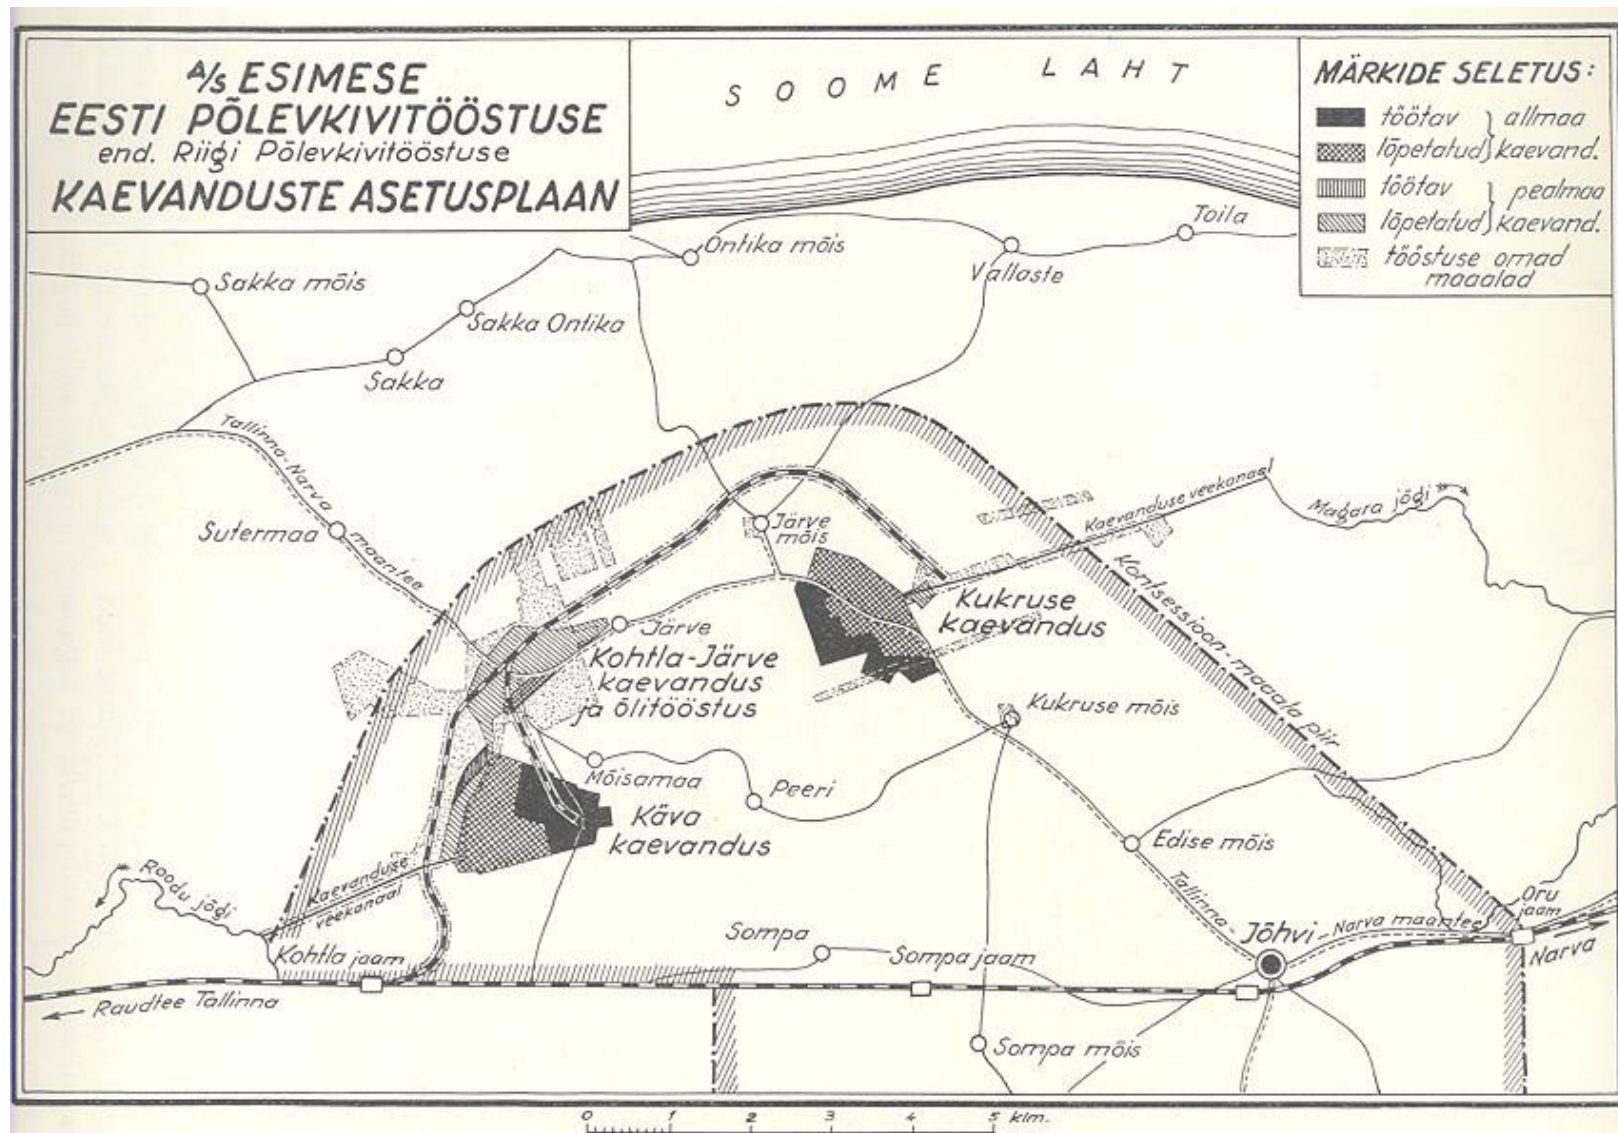 A/S ESIMESE
EESTI PÕLEVKIVITÖÖSTUSE
end. Riigi Põlevkivitööstuse
KAEVANDUSTE ASETUSPLAAN
SOOME LAHT
MÄRKIDE SELETUS:
töötav } allmaa
lõpetatud } kaevand.
töötav } pealmaa
lõpetatud } kaevand.
tööstuse omad
maaalad
Toila
Ontika mõis
Vallaste
Sakka mõis
Sakka Ontika
Sakka
Tallinna-Narva
maantee
Sutermaa
Kaevanduse veekanaal
Magara jõgi
Järve
mõis
Kontsessioon-maaala piir
Kukruse
kaevandus
Järve
Kohtla-Järve
kaevandus
ja õlitööstus
Kukruse mõis
Mõisamaa
Peeri
Käva
kaevandus
Edise mõis
Kaevanduse
veekanaal
Roodu jõgi
Tallinna-
Narva maantee
Oru
jaam
Jõhvi
Narva
Sompa
Sompa jaam
Kohtla jaam
Raudtee Tallinna
Sompa mõis
0 1 2 3 4 5 klm.